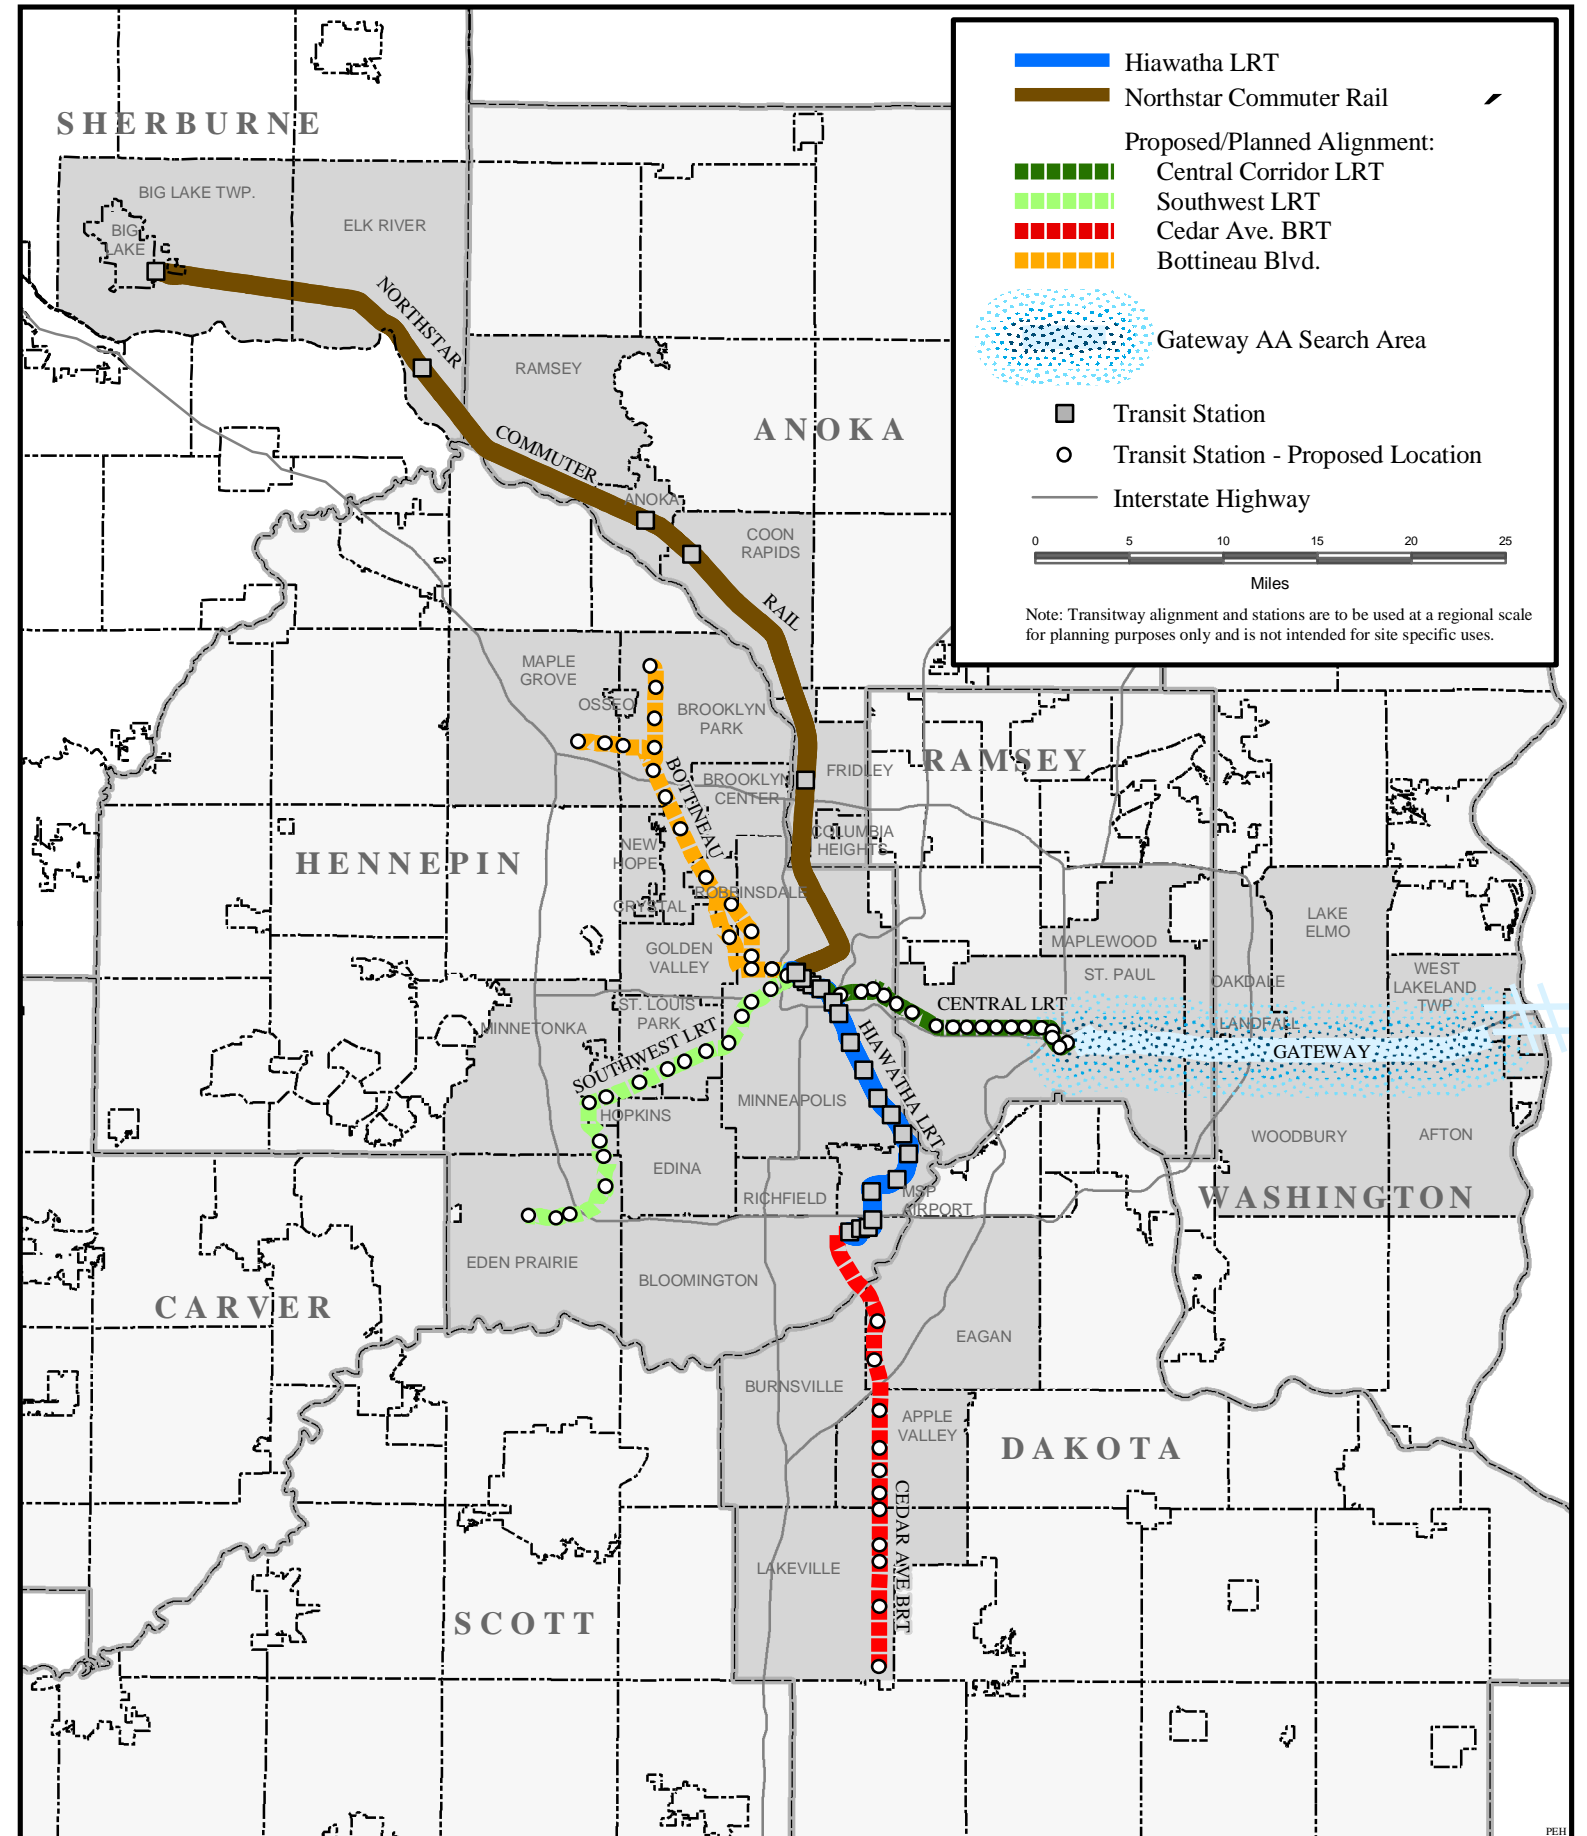 Hiawatha LRT
Northstar Commuter Rail
Proposed/Planned Alignment:
Central Corridor LRT
Southwest LRT
Cedar Ave. BRT
Bottineau Blvd.
Gateway AA Search Area
Transit Station
Transit Station - Proposed Location
Interstate Highway
0 5 10 15 20 25
Miles
Note: Transitway alignment and stations are to be used at a regional scale
for planning purposes only and is not intended for site specific uses.
SHERBURNE
BIG LAKE TWP.
ELK RIVER
BIG
LAKE
NORTHSTAR
RAMSEY
ANOKA
COMMUTER
ANOKA
COON
RAPIDS
RAIL
MAPLE
GROVE
OSSEO
BROOKLYN
PARK
BOTTINEAU
BROOKLYN
CENTER
FRIDLEY
RAMSEY
COLUMBIA
HEIGHTS
NEW
HOPE
HENNEPIN
ROBBINSDALE
CRYSTAL
LAKE
ELMO
GOLDEN
VALLEY
MAPLEWOOD
ST. PAUL
OAKDALE
WEST
LAKELAND
TWP.
CENTRAL LRT
ST. LOUIS
PARK
MINNETONKA
LANDFALL
GATEWAY
SOUTHWEST LRT
HIAWATHA LRT
MINNEAPOLIS
HOPKINS
WOODBURY
AFTON
EDINA
RICHFIELD
MSP
AIRPORT
WASHINGTON
EDEN PRAIRIE
BLOOMINGTON
CARVER
EAGAN
BURNSVILLE
APPLE
VALLEY
DAKOTA
CEDAR AVE BRT
LAKEVILLE
SCOTT
PEH